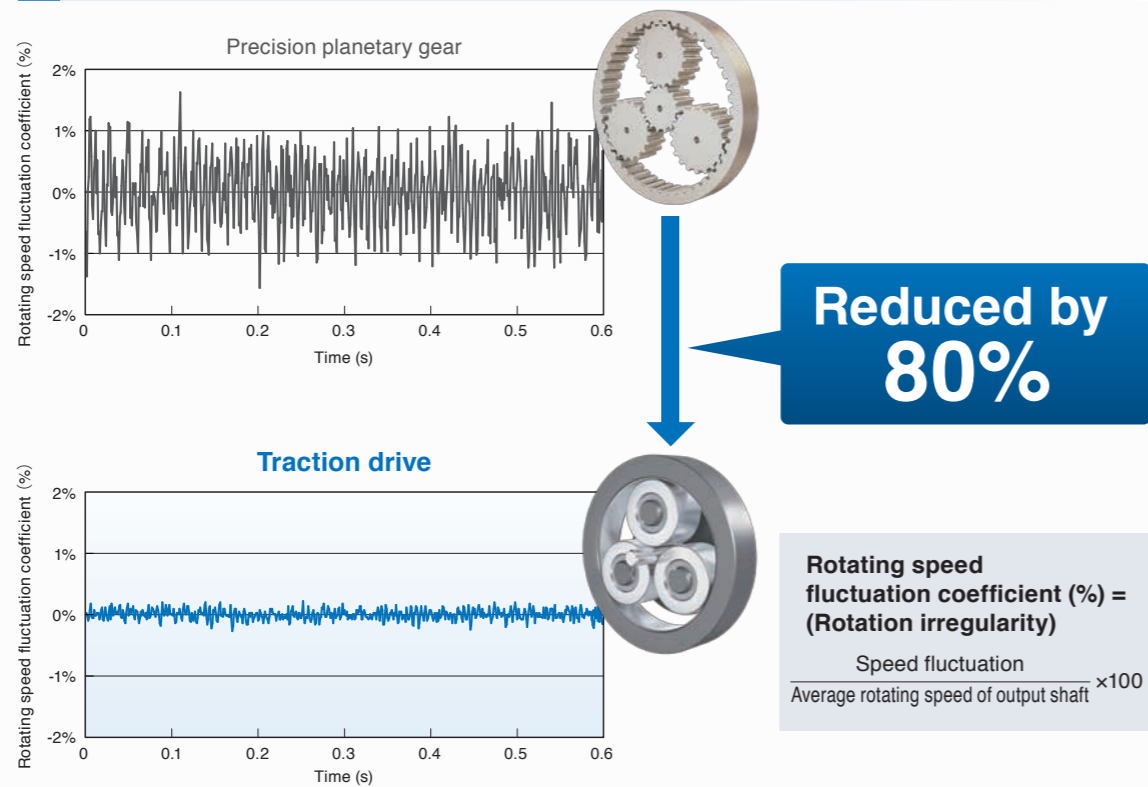 Precision planetary gear
Rotating speed fluctuation coefficient (%)
2%
1%
0%
-1%
-2%
0 0.1 0.2 0.3 0.4 0.5 0.6
Time (s)
Reduced by
80%
Traction drive
Rotating speed fluctuation coefficient (%)
2%
1%
0%
-1%
-2%
0 0.1 0.2 0.3 0.4 0.5 0.6
Time (s)
Rotating speed
fluctuation coefficient (%) =
(Rotation irregularity)
Speed fluctuation
Average rotating speed of output shaft ×100